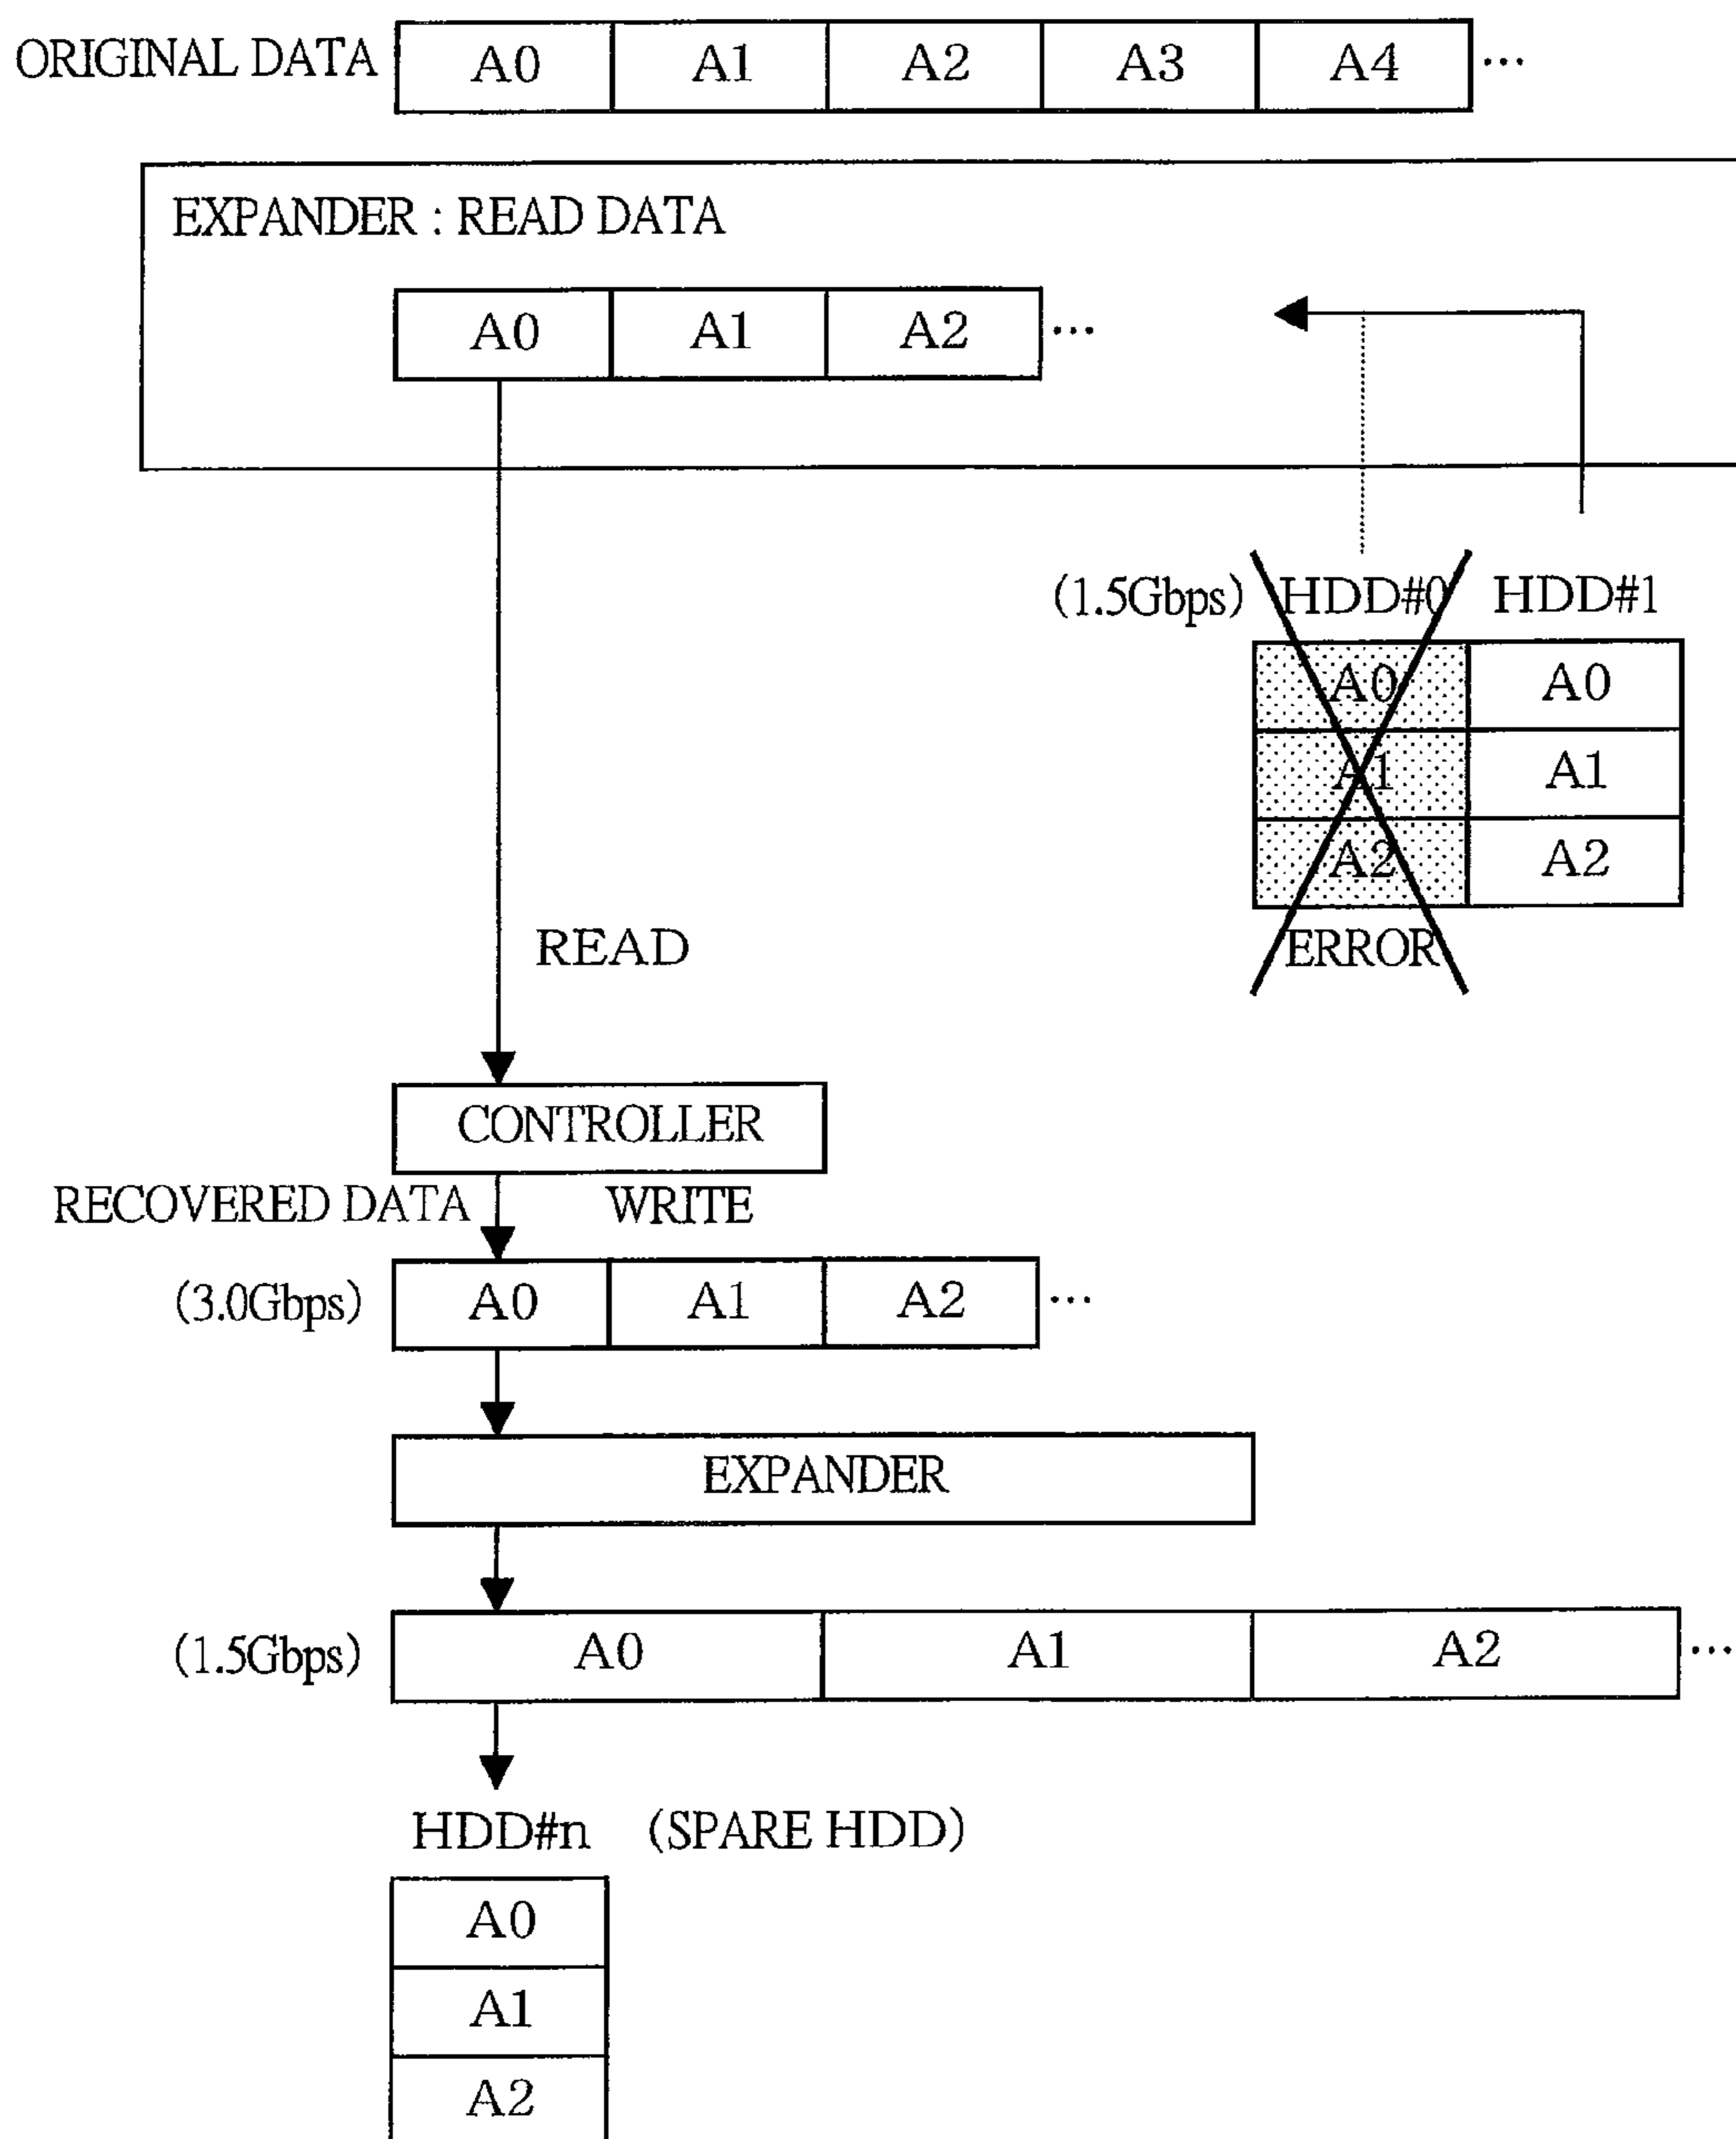 ORIGINAL DATA A0 A1 A2 A3 A4 ...
EXPANDER : READ DATA
A0 A1 A2 ...
(1.5Gbps) HDD#0 HDD#1
A0 A0
A1 A1
A2 A2
ERROR
READ
CONTROLLER
RECOVERED DATA WRITE
(3.0Gbps) A0 A1 A2 ...
EXPANDER
(1.5Gbps) A0 A1 A2 ...
HDD#n (SPARE HDD)
A0
A1
A2